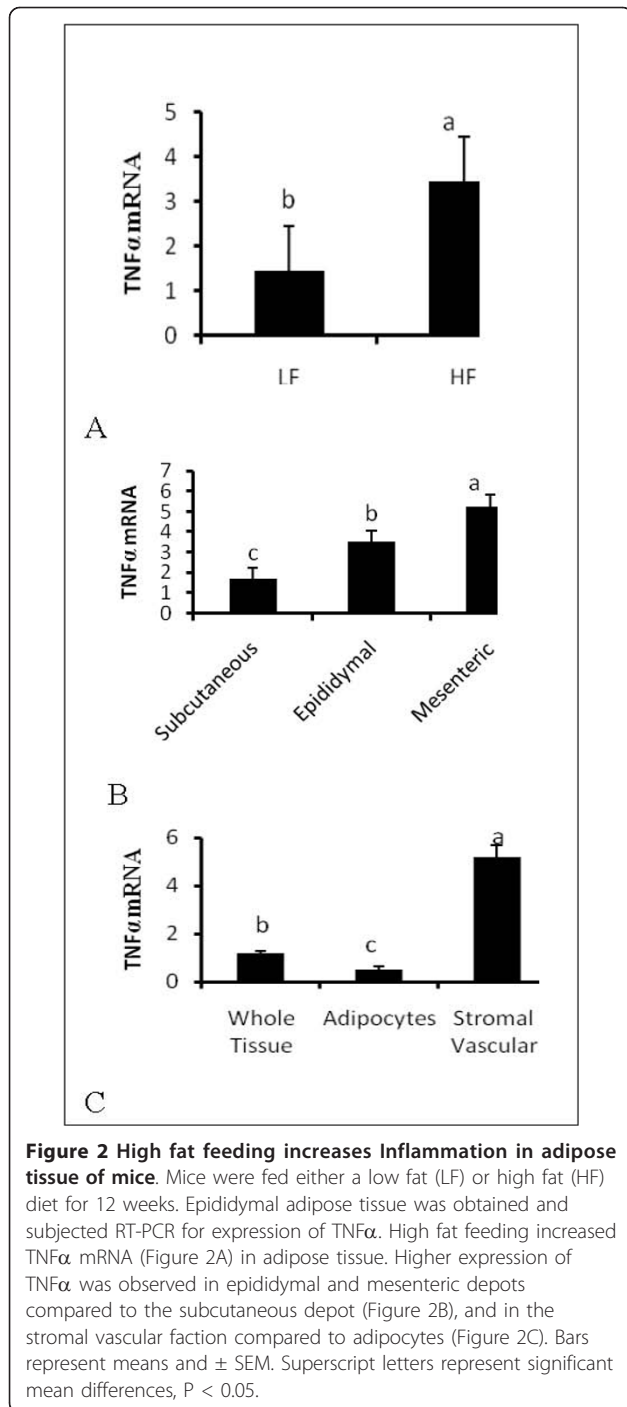 5
4
3
2
1
0
TNFα mRNA
b
a
LF
HF
A
7
6
5
4
3
2
1
0
TNFα mRNA
c
b
a
Subcutaneous
Epididymal
Mesenteric
B
6
4
2
0
TNFα mRNA
b
c
a
Whole Tissue
Adipocytes
Stromal Vascular
C
Figure 2 High fat feeding increases Inflammation in adipose
tissue of mice. Mice were fed either a low fat (LF) or high fat (HF)
diet for 12 weeks. Epididymal adipose tissue was obtained and
subjected RT-PCR for expression of TNFα. High fat feeding increased
TNFα mRNA (Figure 2A) in adipose tissue. Higher expression of
TNFα was observed in epididymal and mesenteric depots
compared to the subcutaneous depot (Figure 2B), and in the
stromal vascular faction compared to adipocytes (Figure 2C). Bars
represent means and ± SEM. Superscript letters represent significant
mean differences, P < 0.05.